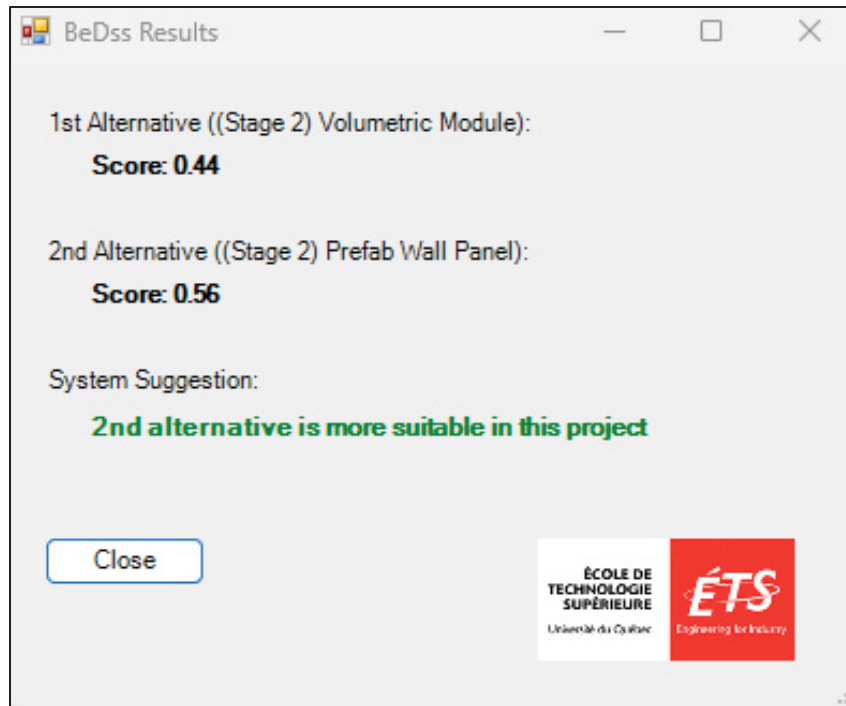 BeDss Results
1st Alternative ((Stage 2) Volumetric Module):
Score: 0.44
2nd Alternative ((Stage 2) Prefab Wall Panel):
Score: 0.56
System Suggestion:
2nd alternative is more suitable in this project
Close
ÉCOLE DE
TECHNOLOGIE
SUPÉRIEURE
Université du Québec
ÉTS
Engineering for Industry